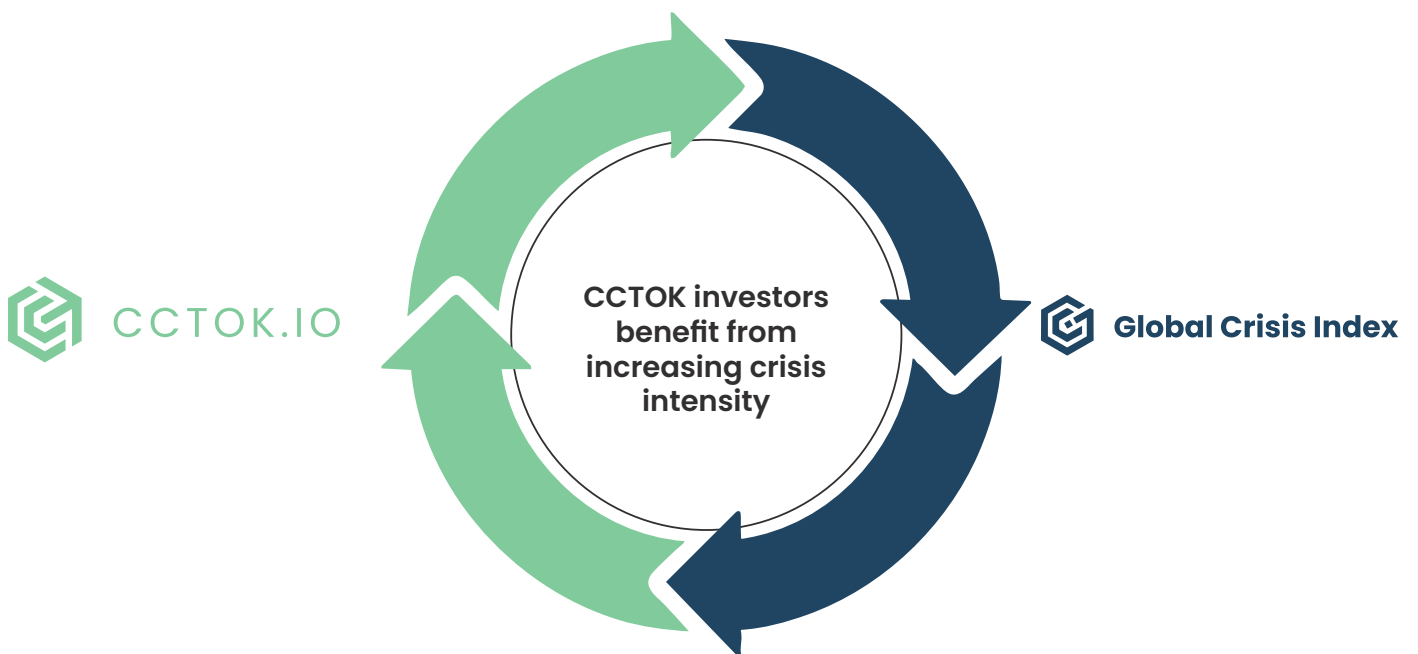 CCTOK.IO
CCTOK investors
benefit from
increasing crisis
intensity
Global Crisis Index